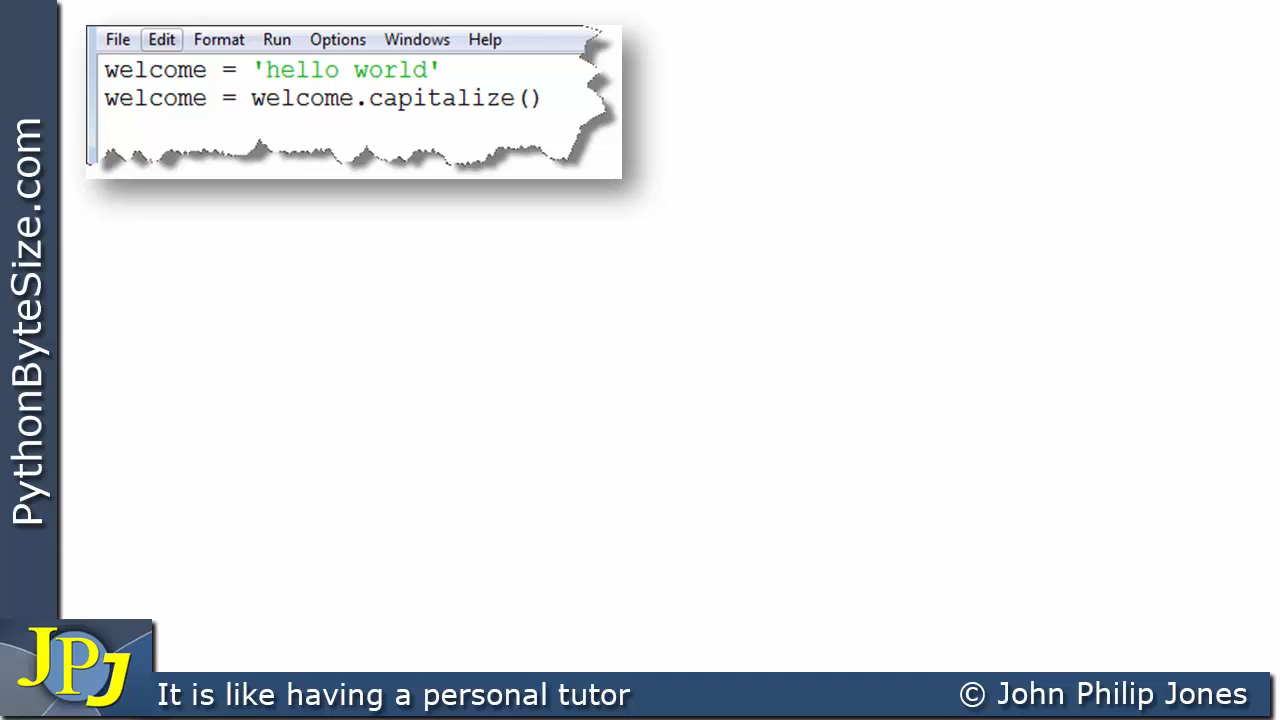 File Edit Format Run Options Windows Help
welcome = 'hello world'
welcome = welcome.capitalize()
PythonByteSize.com
JPJ
It is like having a personal tutor
© John Philip Jones